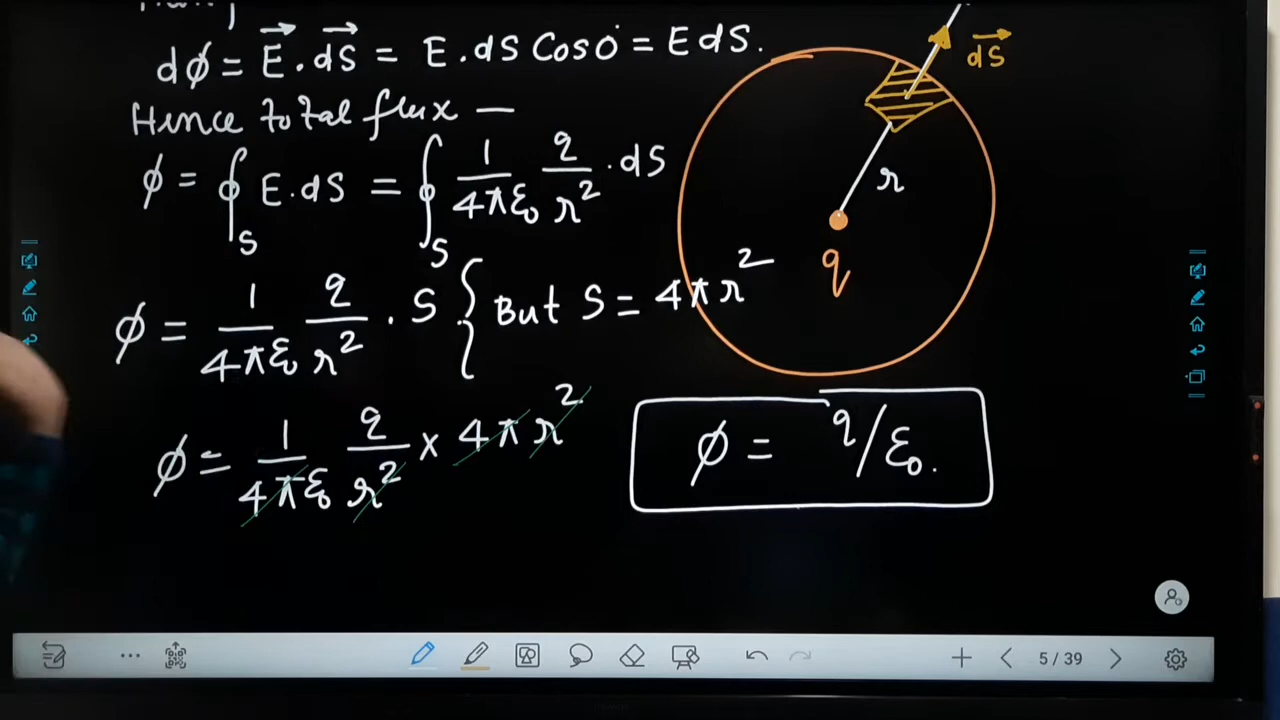 dϕ = E⃗ . dS⃗ = E . dS Cos0° = E dS.
Hence total flux —
ϕ = ∮S E . dS = ∮S 1/4πε₀ q/r² . dS
ϕ = 1/4πε₀ q/r² . S { But S = 4πr²
ϕ = 1/4πε₀ q/r² × 4πr²
ϕ = q/ε₀.
dS⃗
r
q
5 / 39